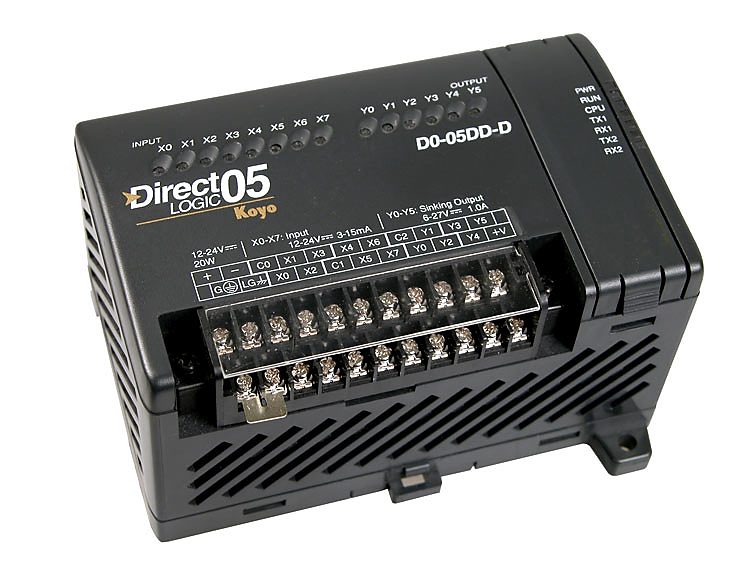 INPUT X0 X1 X2 X3 X4 X5 X6 X7
OUTPUT
Y0 Y1 Y2 Y3 Y4 Y5
D0-05DD-D
PWR
RUN
CPU
TX1
RX1
TX2
RX2
Direct 05
LOGIC
Koyo
12-24V⎓
20W
X0-X7: Input
12-24V⎓ 3-15mA
Y0-Y5: Sinking Output
6-27V⎓ 1.0A
+ – C0 X1 X3 X4 X6 C2 Y1 Y3 Y5
G LG X0 X2 C1 X5 X7 Y0 Y2 Y4 +V